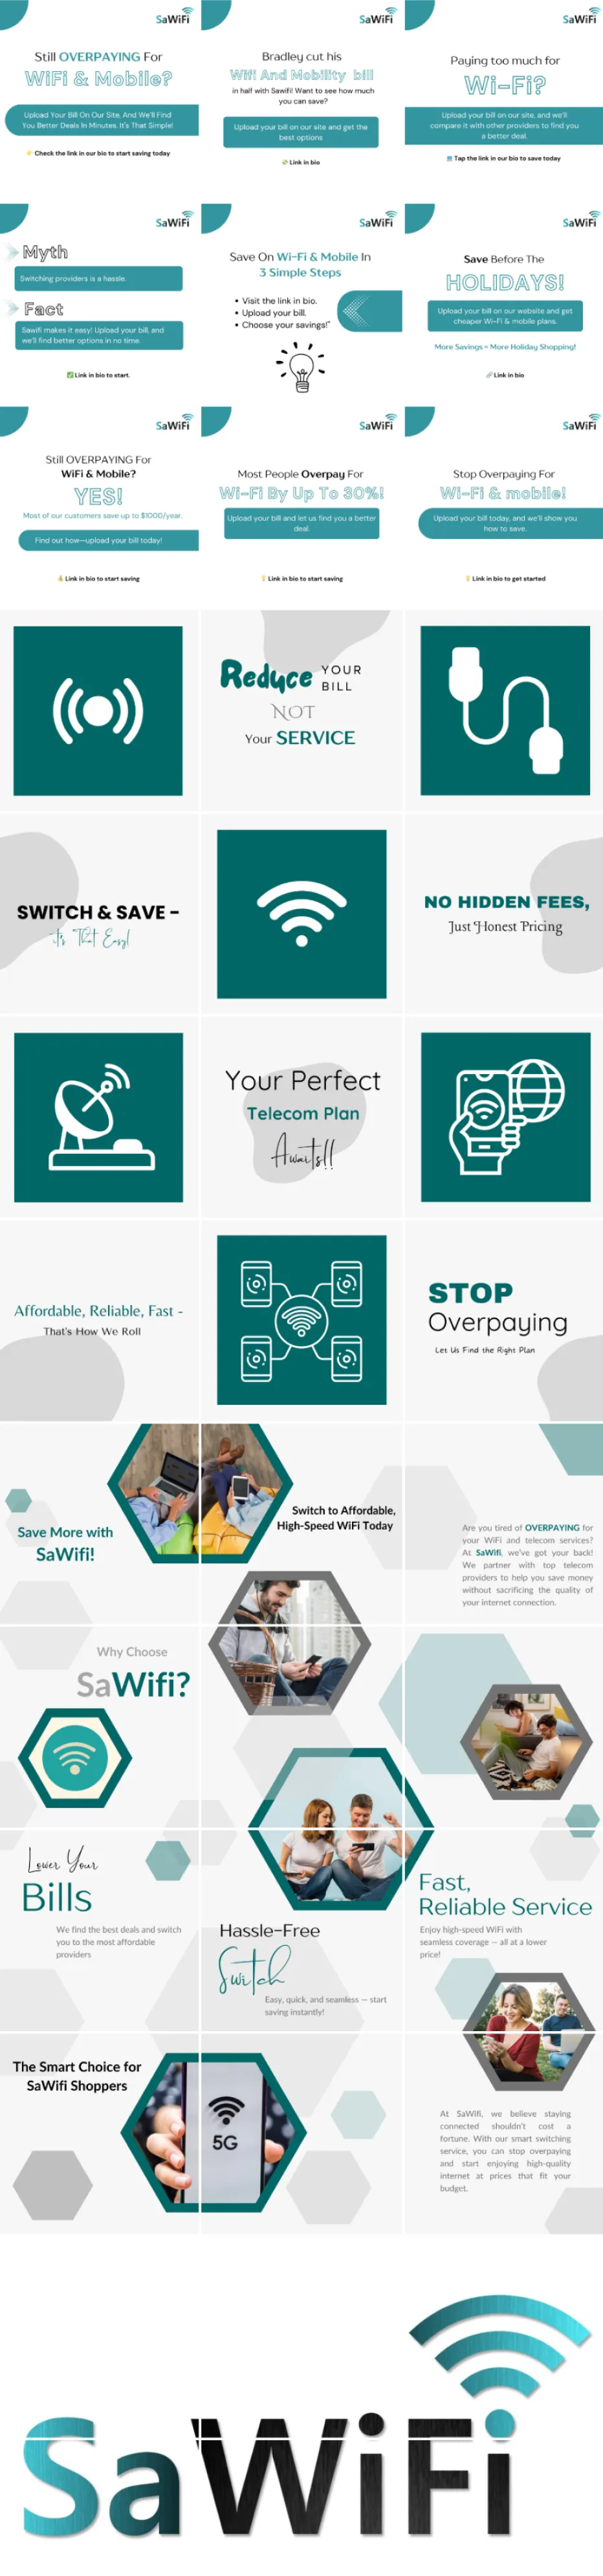 SaWiFi
Still OVERPAYING For
WiFi & Mobile?
Upload Your Bill On Our Site, And We'll Find
You Better Deals In Minutes. It's That Simple!
Check the link in our bio to start saving today
SaWiFi
Bradley cut his
Wifi And Mobility bill
in half with Sawifi! Want to see how much
you can save?
Upload your bill on our site and get the
best options
Link in bio
SaWiFi
Paying too much for
Wi-Fi?
Upload your bill on our site, and we'll
compare it with other providers to find you
a better deal.
Tap the link in our bio to save today
SaWiFi
Myth
Switching providers is a hassle.
Fact
Sawifi makes it easy! Upload your bill, and
we'll find better options in no time.
Link in bio to start.
SaWiFi
Save On Wi-Fi & Mobile In
3 Simple Steps
• Visit the link in bio.
• Upload your bill.
• Choose your savings!"
SaWiFi
Save Before The
HOLIDAYS!
Upload your bill on our website and get
cheaper Wi-Fi & mobile plans.
More Savings = More Holiday Shopping!
Link in bio
SaWiFi
Still OVERPAYING For
WiFi & Mobile?
YES!
Most of our customers save up to $1000/year.
Find out how—upload your bill today!
Link in bio to start saving
SaWiFi
Most People Overpay For
Wi-Fi By Up To 30%!
Upload your bill and let us find you a better
deal.
Link in bio to start saving
SaWiFi
Stop Overpaying For
Wi-Fi & mobile!
Upload your bill today, and we'll show you
how to save.
Link in bio to get started
Reduce YOUR
BILL
NOT
Your SERVICE
SWITCH & SAVE -
it's That Easy!
NO HIDDEN FEES,
Just Honest Pricing
Your Perfect
Telecom Plan
Awaits!!
Affordable, Reliable, Fast -
That's How We Roll
STOP
Overpaying
Let Us Find the Right Plan
Save More with
SaWifi!
Switch to Affordable,
High-Speed WiFi Today
Are you tired of OVERPAYING for
your WiFi and telecom services?
At SaWifi, we've got your back!
We partner with top telecom
providers to help you save money
without sacrificing the quality of
your internet connection.
Why Choose
SaWifi?
Lower Your
Bills
We find the best deals and switch
you to the most affordable
providers
Hassle-Free
Switch
Easy, quick, and seamless — start
saving instantly!
Fast,
Reliable Service
Enjoy high-speed WiFi with
seamless coverage — all at a lower
price!
The Smart Choice for
SaWifi Shoppers
5G
At SaWifi, we believe staying
connected shouldn't cost a
fortune. With our smart switching
service, you can stop overpaying
and start enjoying high-quality
internet at prices that fit your
budget.
SaWiFi